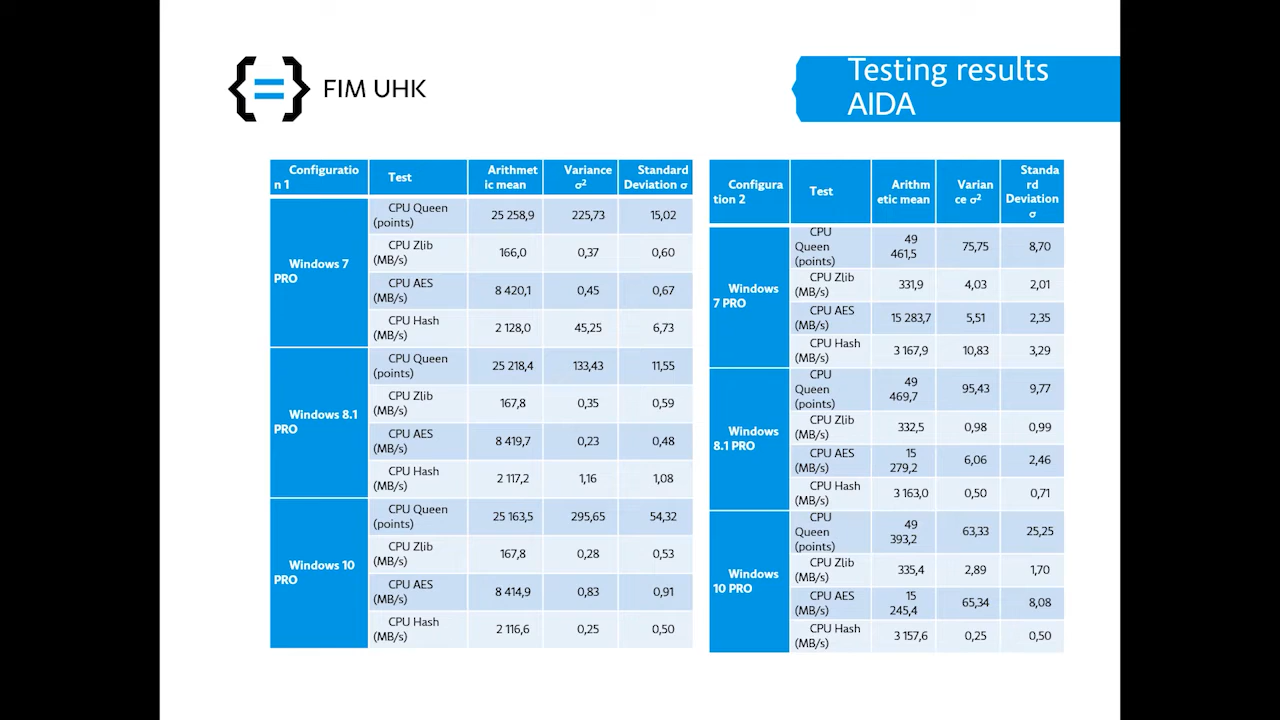 FIM UHK
Testing results
AIDA
Configuratio
n 1
Test
Arithmet
ic mean
Variance
σ²
Standard
Deviation σ
Windows 7
PRO
CPU Queen
(points)
25 258,9
225,73
15,02
CPU Zlib
(MB/s)
166,0
0,37
0,60
CPU AES
(MB/s)
8 420,1
0,45
0,67
CPU Hash
(MB/s)
2 128,0
45,25
6,73
Windows 8.1
PRO
CPU Queen
(points)
25 218,4
133,43
11,55
CPU Zlib
(MB/s)
167,8
0,35
0,59
CPU AES
(MB/s)
8 419,7
0,23
0,48
CPU Hash
(MB/s)
2 117,2
1,16
1,08
Windows 10
PRO
CPU Queen
(points)
25 163,5
295,65
54,32
CPU Zlib
(MB/s)
167,8
0,28
0,53
CPU AES
(MB/s)
8 414,9
0,83
0,91
CPU Hash
(MB/s)
2 116,6
0,25
0,50
Configura
tion 2
Test
Arithm
etic mean
Varian
ce σ²
Standa
rd
Deviation
σ
Windows
7 PRO
CPU
Queen
(points)
49
461,5
75,75
8,70
CPU Zlib
(MB/s)
331,9
4,03
2,01
CPU AES
(MB/s)
15 283,7
5,51
2,35
CPU Hash
(MB/s)
3 167,9
10,83
3,29
Windows
8.1 PRO
CPU
Queen
(points)
49
469,7
95,43
9,77
CPU Zlib
(MB/s)
332,5
0,98
0,99
CPU AES
(MB/s)
15
279,2
6,06
2,46
CPU Hash
(MB/s)
3 163,0
0,50
0,71
Windows
10 PRO
CPU
Queen
(points)
49
393,2
63,33
25,25
CPU Zlib
(MB/s)
335,4
2,89
1,70
CPU AES
(MB/s)
15
245,4
65,34
8,08
CPU Hash
(MB/s)
3 157,6
0,25
0,50